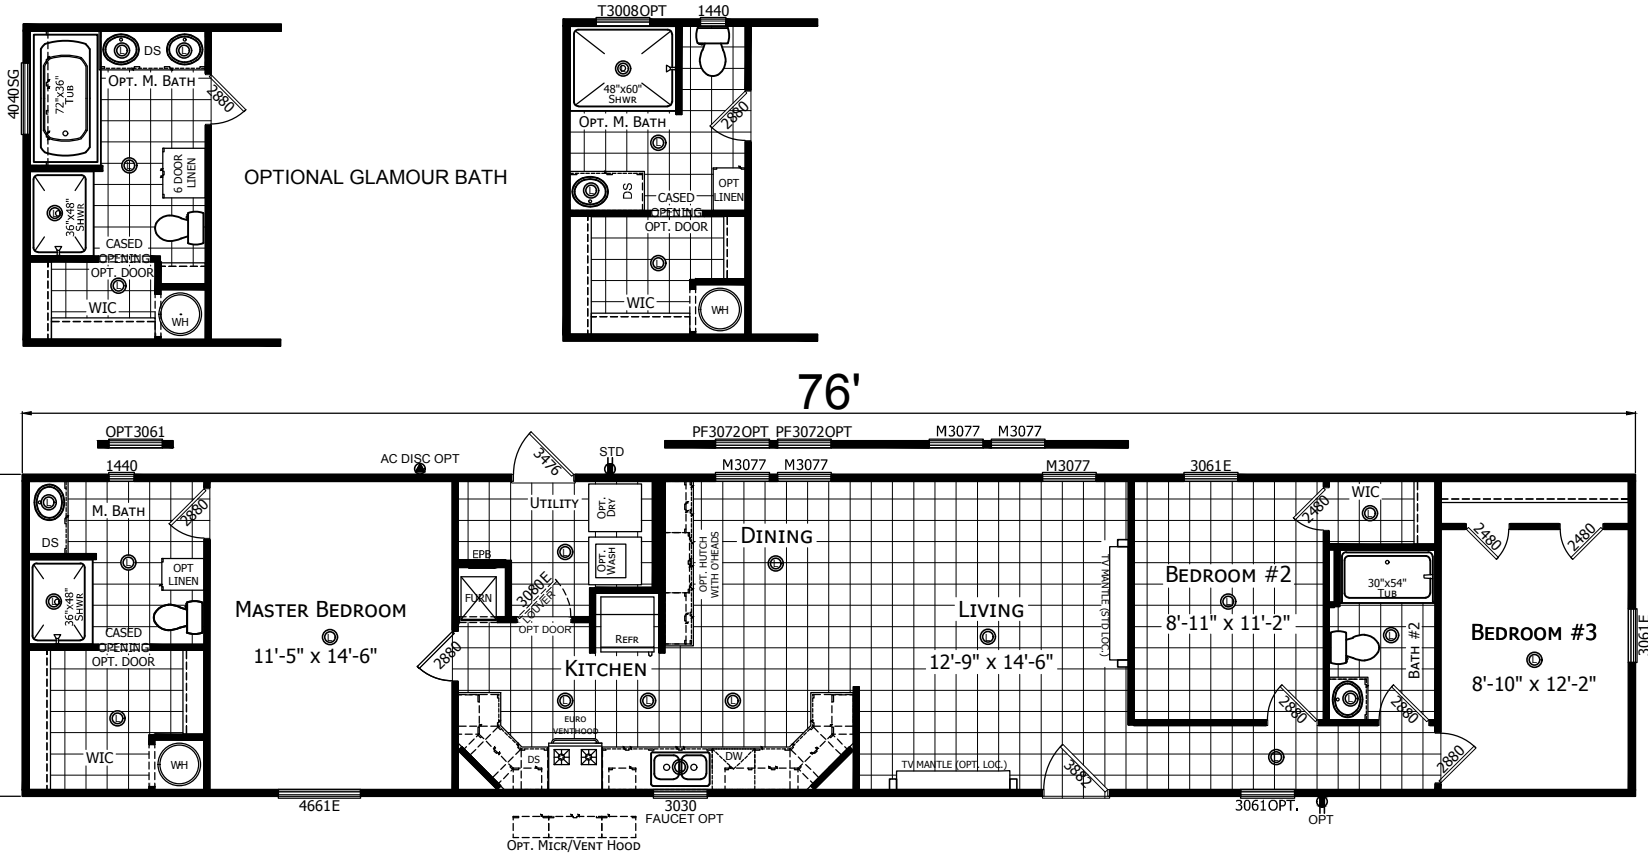 4040SG
72"x36"
TUB
DS
OPT. M. BATH
2880
36"x48"
SHWR
6 DOOR
LINEN
CASED
OPENING
OPT. DOOR
WIC
WH
OPTIONAL GLAMOUR BATH
T3008OPT
1440
48"x60"
SHWR
2880
OPT. M. BATH
DS
OPT
LINEN
CASED
OPENING
OPT. DOOR
WIC
WH
76'
OPT3061
PF3072OPT
PF3072OPT
M3077
M3077
1440
AC DISC OPT
3476
STD
M3077
M3077
M3077
3061E
M. BATH
2880
DS
OPT
LINEN
36"x48"
SHWR
CASED
OPENING
OPT. DOOR
WIC
WH
MASTER BEDROOM
11'-5" x 14'-6"
2880
4661E
UTILITY
OPT.
DRY
OPT.
WASH
EPB
FURN
3080E
LOUVER
OPT DOOR
REFR
KITCHEN
EURO
VENTHOOD
DS
DW
3030
FAUCET OPT
OPT. MICR/VENT HOOD
OPT. HUTCH
WITH O'HEADS
DINING
LIVING
12'-9" x 14'-6"
TV MANTLE (STD LOC.)
TV MANTLE (OPT. LOC.)
3882
BEDROOM #2
8'-11" x 11'-2"
2880
2480
WIC
30"x54"
TUB
BATH #2
2880
3061OPT.
OPT
2480
2480
BEDROOM #3
8'-10" x 12'-2"
2880
3061E